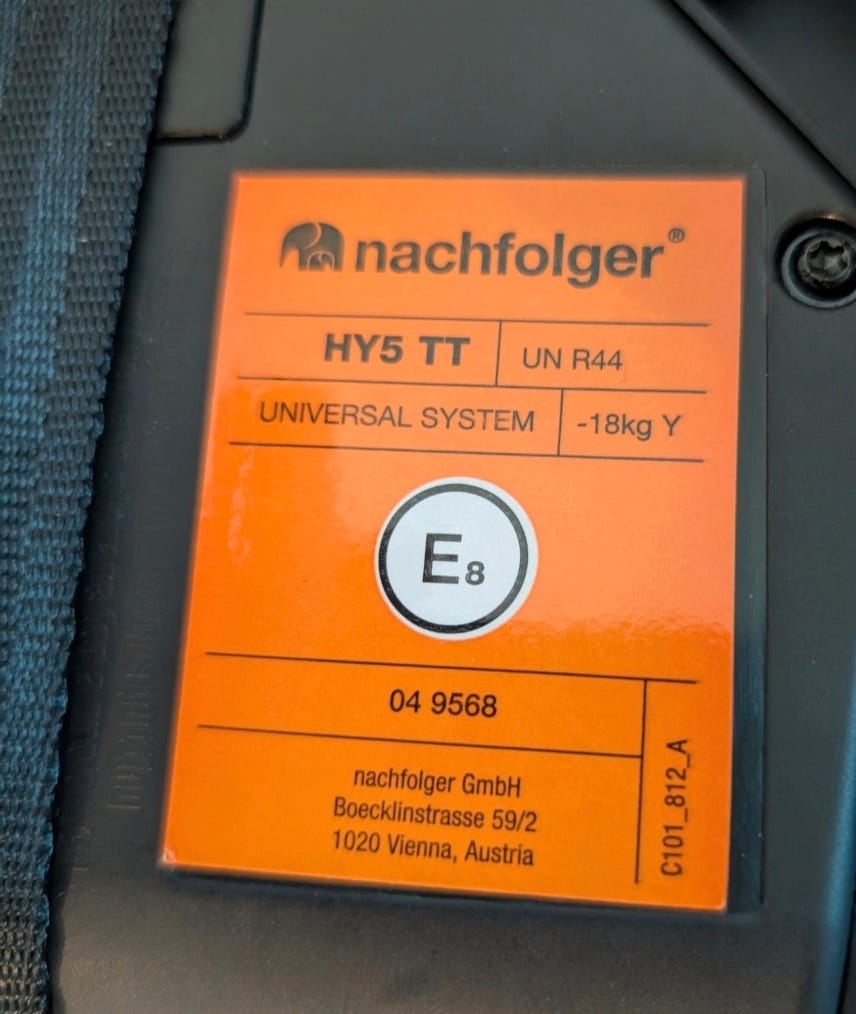 nachfolger®
HY5 TT UN R44
UNIVERSAL SYSTEM -18kg Y
E8
04 9568
nachfolger GmbH
Boecklinstrasse 59/2
1020 Vienna, Austria
C101_812_A